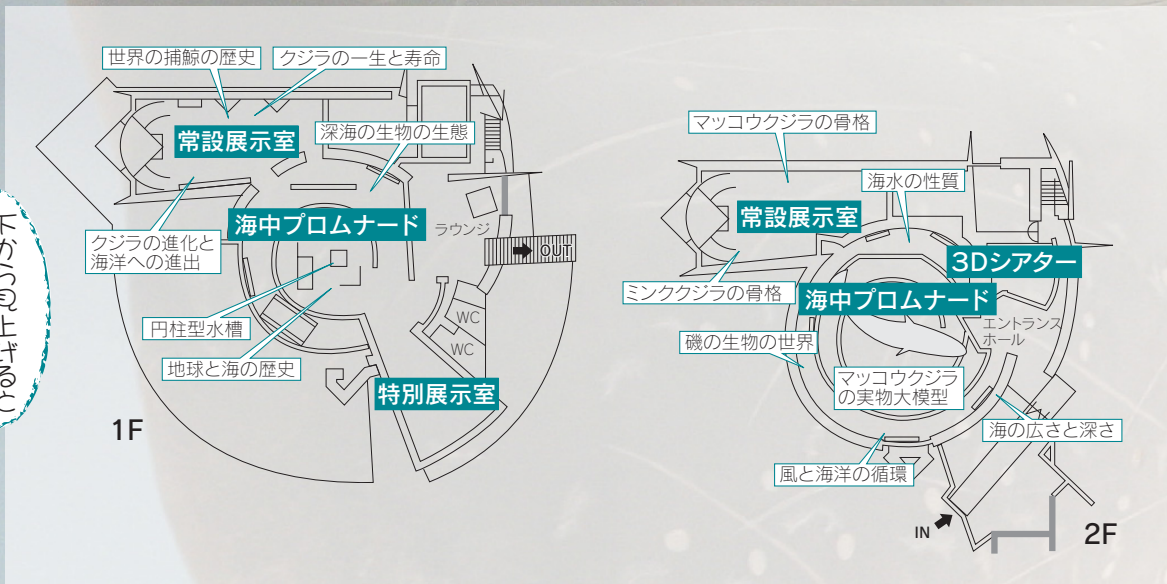 世界の捕鯨の歴史
クジラの一生と寿命
常設展示室
深海の生物の生態
海中プロムナード
ラウンジ
クジラの進化と
海洋への進出
OUT
円柱型水槽
WC
WC
地球と海の歴史
特別展示室
1F
下から見上げると
マッコウクジラの骨格
海水の性質
常設展示室
3Dシアター
ミンククジラの骨格
海中プロムナード
エントランス
ホール
磯の生物の世界
マッコウクジラ
の実物大模型
海の広さと深さ
風と海洋の循環
IN
2F